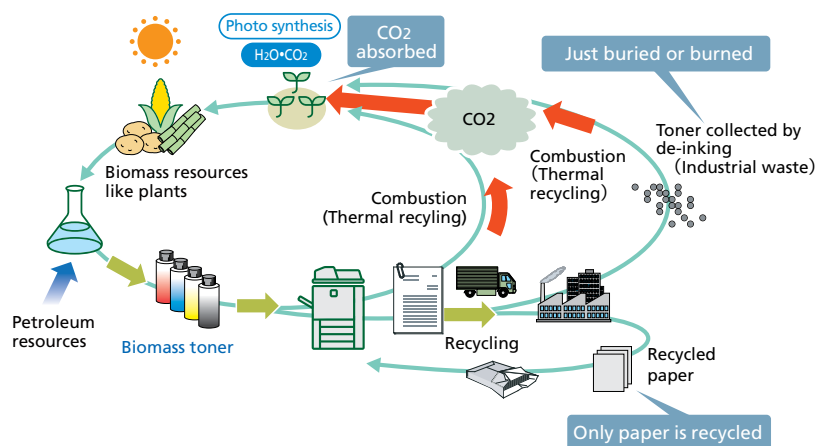 Photo synthesis
H2O•CO2
CO2
absorbed
Just buried or burned
CO2
Toner collected by
de-inking
(Industrial waste)
Combustion
(Thermal
recycling)
Biomass resources
like plants
Combustion
(Thermal recyling)
Petroleum
resources
Biomass toner
Recycling
Recycled
paper
Only paper is recycled